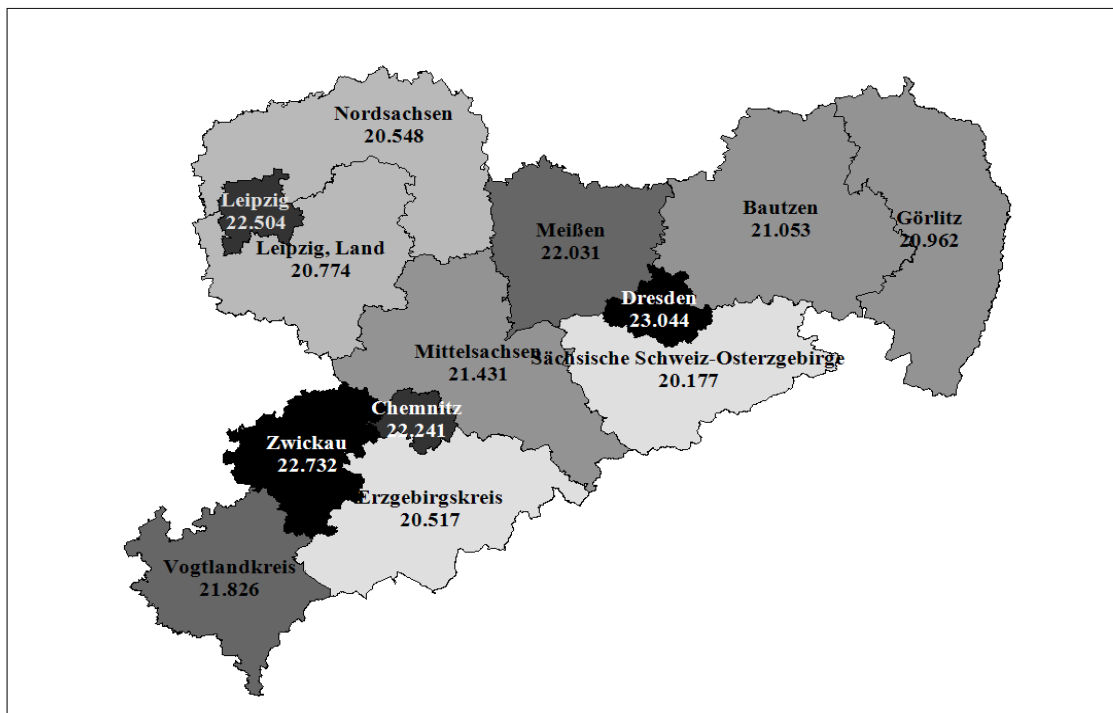 Nordsachsen
20.548
Leipzig
22.504
Leipzig, Land
20.774
Meißen
22.031
Bautzen
21.053
Görlitz
20.962
Dresden
23.044
Mittelsachsen
21.431
Sächsische Schweiz-Osterzgebirge
20.177
Chemnitz
22.241
Zwickau
22.732
Erzgebirgskreis
20.517
Vogtlandkreis
21.826